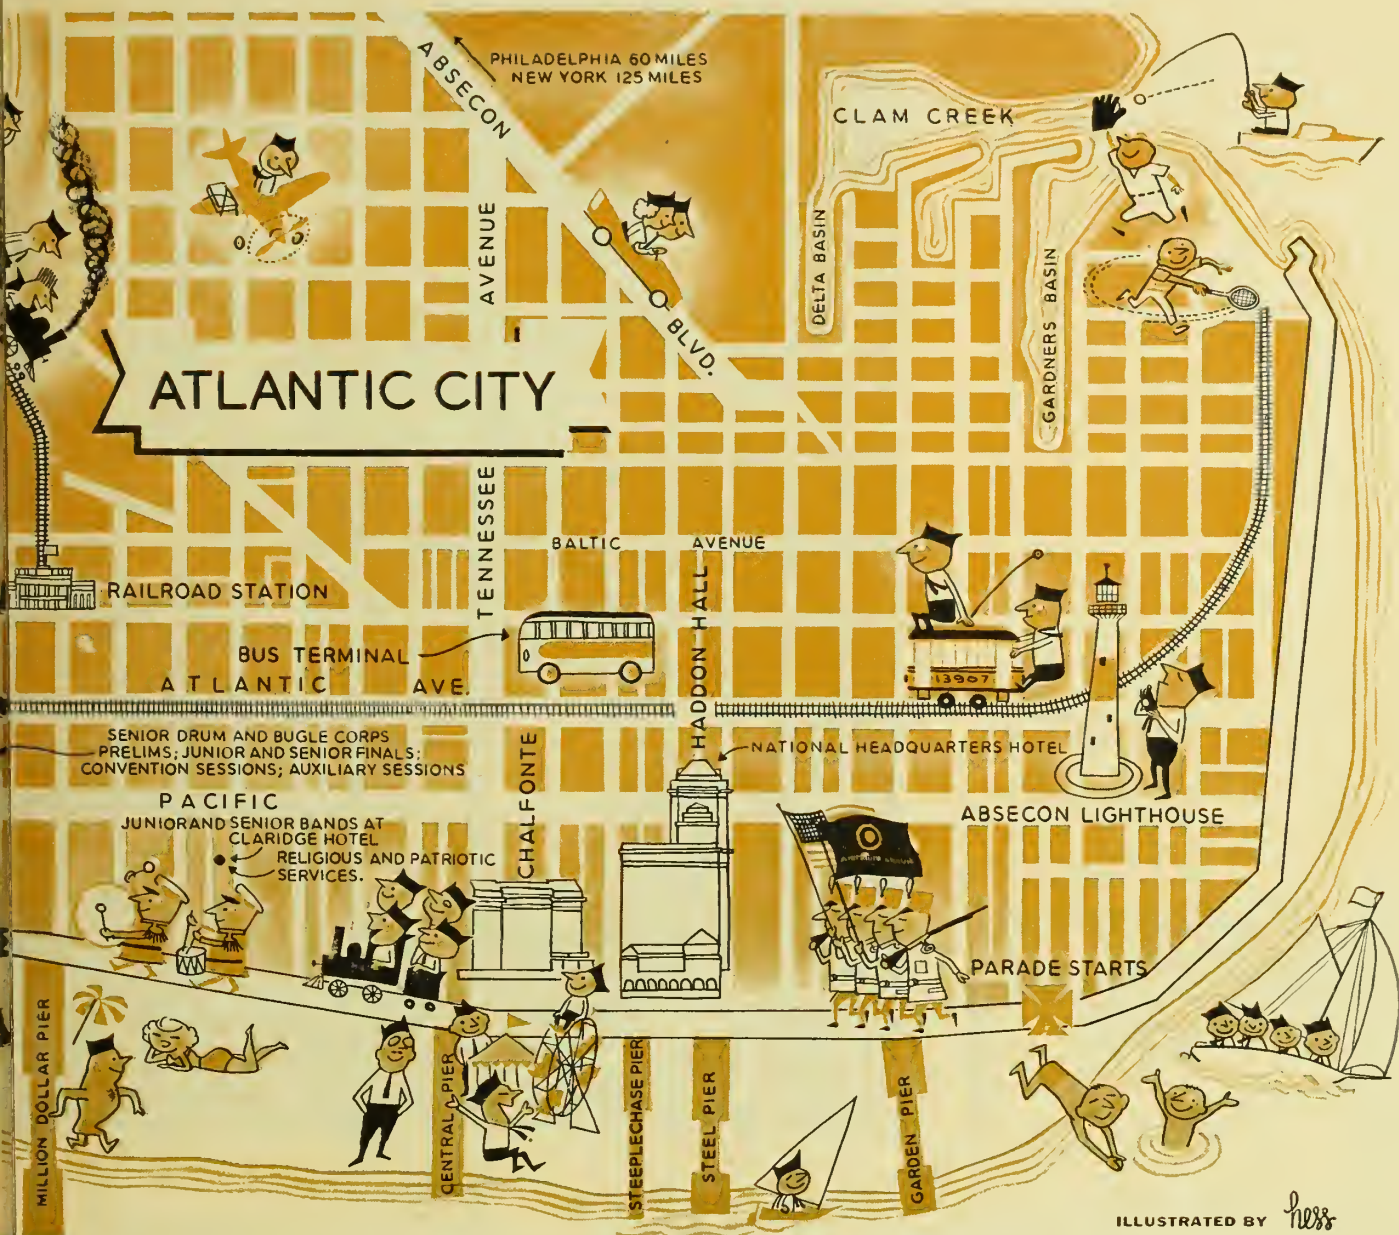 ABSECON
PHILADELPHIA 60 MILES
NEW YORK 125 MILES
CLAM CREEK
AVENUE
DELTA BASIN
GARDNERS BASIN
BLVD.
ATLANTIC CITY
TENNESSEE
BALTIC AVENUE
RAILROAD STATION
HADDON HALL
BUS TERMINAL
ATLANTIC AVE.
13907
SENIOR DRUM AND BUGLE CORPS
PRELIMS; JUNIOR AND SENIOR FINALS;
CONVENTION SESSIONS; AUXILIARY SESSIONS
CHALFONTE
NATIONAL HEADQUARTERS HOTEL
PACIFIC
ABSECON LIGHTHOUSE
JUNIOR AND SENIOR BANDS AT
CLARIDGE HOTEL
RELIGIOUS AND PATRIOTIC
SERVICES.
PARADE STARTS
MILLION DOLLAR PIER
CENTRAL PIER
STEEPLECHASE PIER
STEEL PIER
GARDEN PIER
ILLUSTRATED BY hess